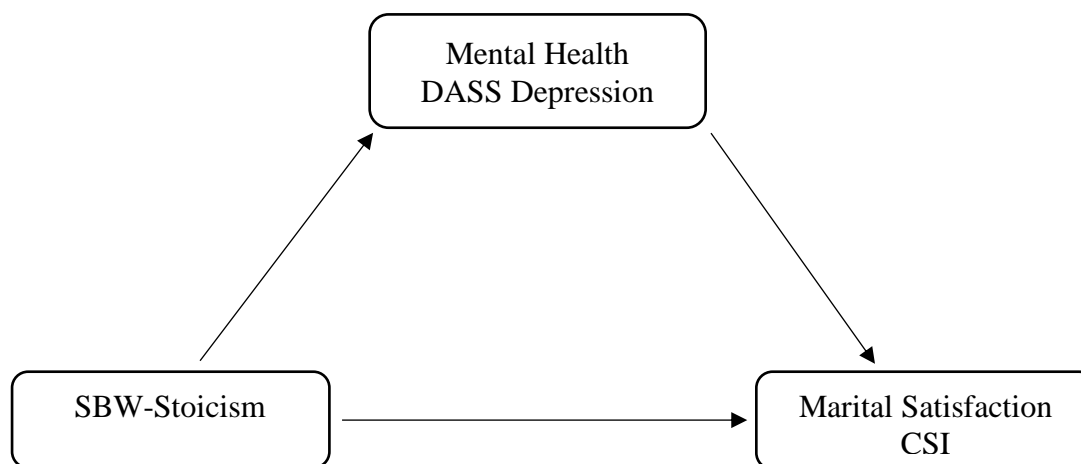 Mental Health
DASS Depression
SBW-Stoicism
Marital Satisfaction
CSI